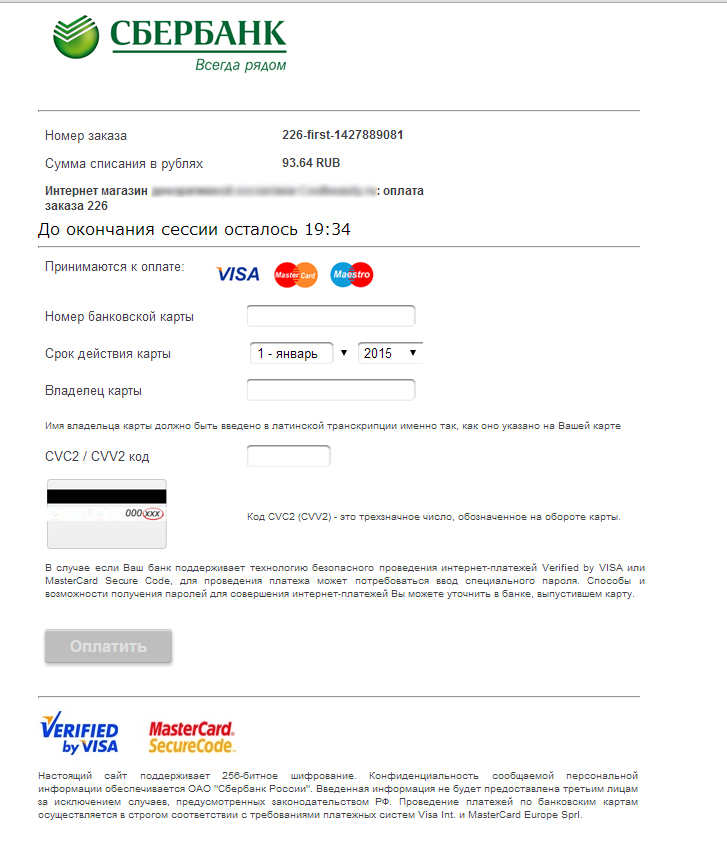 СБЕРБАНК
Всегда рядом
Номер заказа 226-first-1427889081
Сумма списания в рублях 93.64 RUB
Интернет магазин : оплата
заказа 226
До окончания сессии осталось 19:34
Принимаются к оплате: VISA MasterCard Maestro
Номер банковской карты
Срок действия карты 1 - январь 2015
Владелец карты
Имя владельца карты должно быть введено в латинской транскрипции именно так, как оно указано на Вашей карте
CVC2 / CVV2 код
000xxx
Код CVC2 (CVV2) - это трехзначное число, обозначенное на обороте карты.
В случае если Ваш банк поддерживает технологию безопасного проведения интернет-платежей Verified by VISA или
MasterCard Secure Code, для проведения платежа может потребоваться ввод специального пароля. Способы и
возможности получения паролей для совершения интернет-платежей Вы можете уточнить в банке, выпустившем карту.
Оплатить
VERIFIED MasterCard.
by VISA SecureCode.
Настоящий сайт поддерживает 256-битное шифрование. Конфиденциальность сообщаемой персональной
информации обеспечивается ОАО "Сбербанк России". Введенная информация не будет предоставлена третьим лицам
за исключением случаев, предусмотренных законодательством РФ. Проведение платежей по банковским картам
осуществляется в строгом соответствии с требованиями платежных систем Visa Int. и MasterCard Europe Sprl.